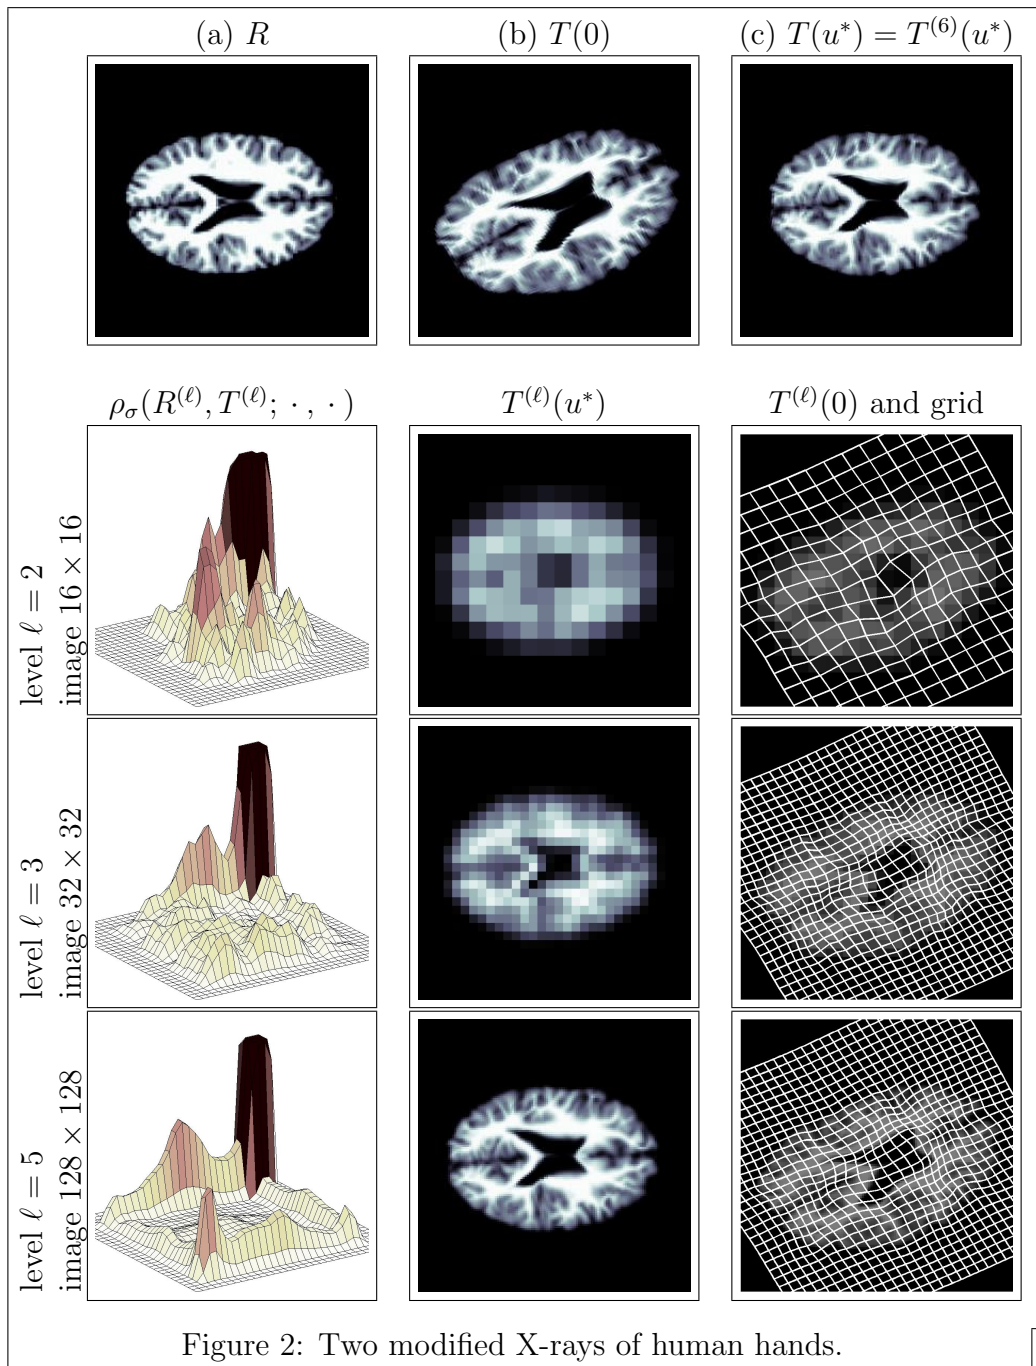 (a) R
(b) T(0)
(c) T(u*) = T^(6)(u*)
ρ_σ(R^(ℓ), T^(ℓ); ·, ·)
T^(ℓ)(u*)
T^(ℓ)(0) and grid
level ℓ = 2
image 16 × 16
level ℓ = 3
image 32 × 32
level ℓ = 5
image 128 × 128
Figure 2: Two modified X-rays of human hands.